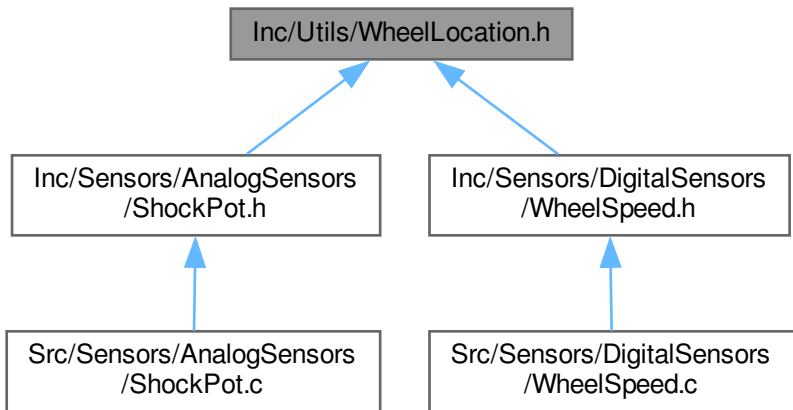 Inc/Utils/WheelLocation.h
Inc/Sensors/AnalogSensors
/ShockPot.h
Inc/Sensors/DigitalSensors
/WheelSpeed.h
Src/Sensors/AnalogSensors
/ShockPot.c
Src/Sensors/DigitalSensors
/WheelSpeed.c